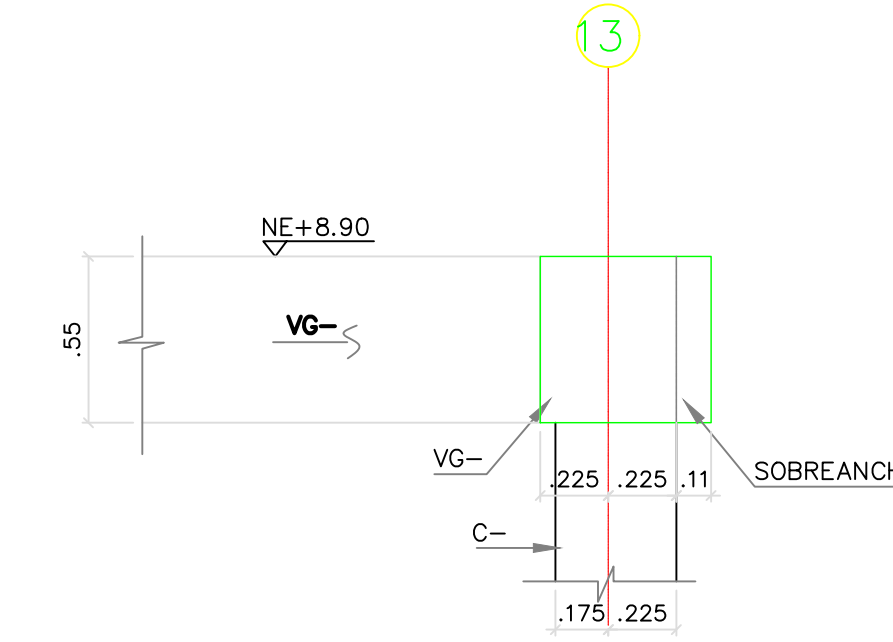 13
NE+8.90
VG-
.55
VG-
.225 .225 .11
SOBREANCH
C-
.175 .225